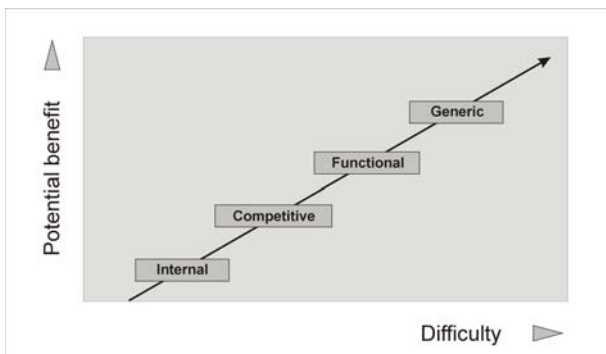 Potential benefit
Generic
Functional
Competitive
Internal
Difficulty